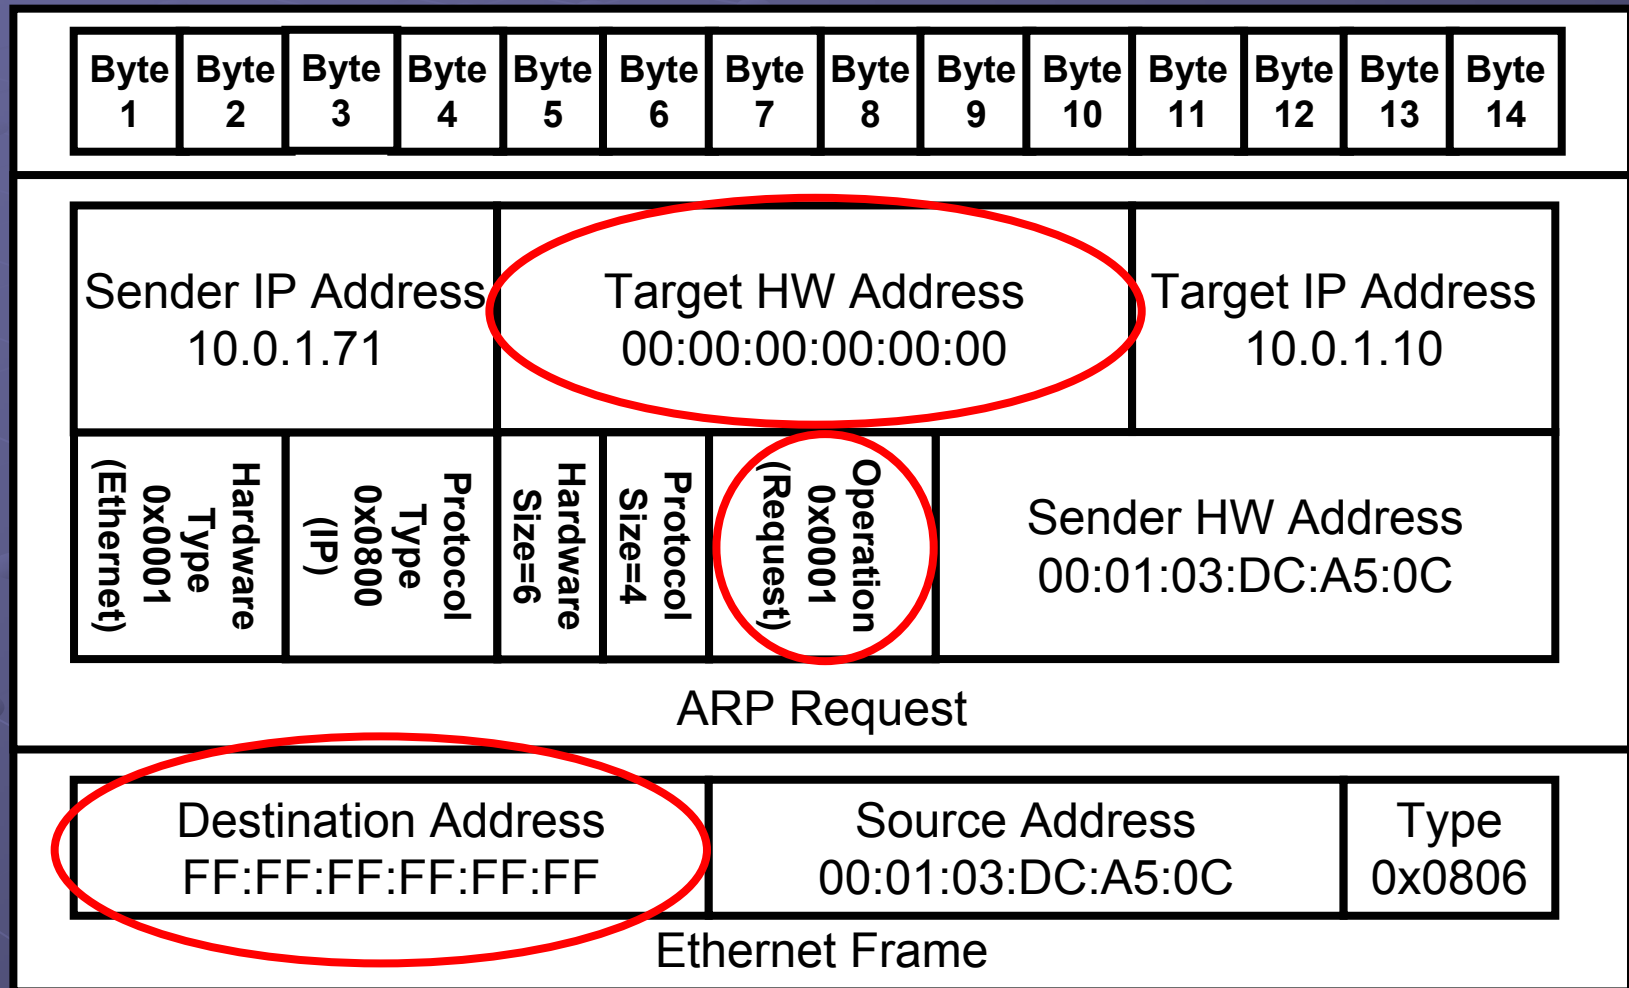 Byte 1
Byte 2
Byte 3
Byte 4
Byte 5
Byte 6
Byte 7
Byte 8
Byte 9
Byte 10
Byte 11
Byte 12
Byte 13
Byte 14
Sender IP Address
10.0.1.71
Target HW Address
00:00:00:00:00:00
Target IP Address
10.0.1.10
Hardware
Type
0x0001
(Ethernet)
Protocol
Type
0x0800
(IP)
Hardware
Size=6
Protocol
Size=4
Operation
0x0001
(Request)
Sender HW Address
00:01:03:DC:A5:0C
ARP Request
Destination Address
FF:FF:FF:FF:FF:FF
Source Address
00:01:03:DC:A5:0C
Type
0x0806
Ethernet Frame